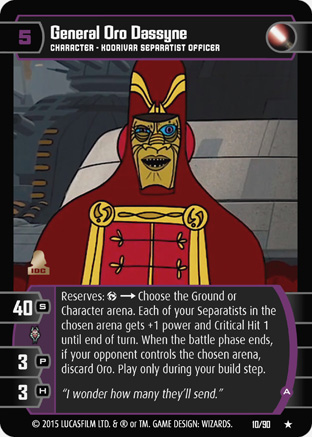 5
General Oro Dassyne
CHARACTER - KOORIVAR SEPARATIST OFFICER
IDC
40 S
3 P
3 H
Reserves: → Choose the Ground or
Character arena. Each of your Separatists in the
chosen arena gets +1 power and Critical Hit 1
until end of turn. When the battle phase ends,
if your opponent controls the chosen arena,
discard Oro. Play only during your build step.
"I wonder how many they'll send."
A
© 2015 LUCASFILM LTD. & ® or TM. GAME DESIGN: WIZARDS. 10/90 ★